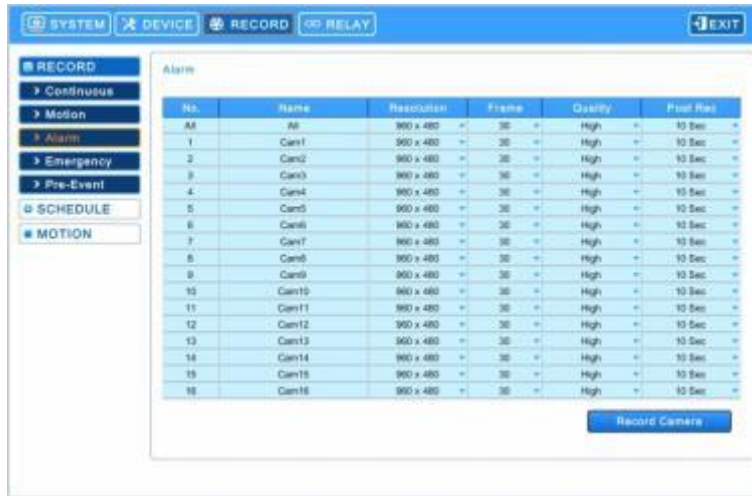 SYSTEM DEVICE RECORD RELAY EXIT
RECORD
Continuous
Motion
Alarm
Emergency
Pre-Event
SCHEDULE
MOTION
Alarm
No. Name Resolution Frame Quality Post Rec
All All 960 x 480 30 High 10 Sec
1 Cam1 960 x 480 30 High 10 Sec
2 Cam2 960 x 480 30 High 10 Sec
3 Cam3 960 x 480 30 High 10 Sec
4 Cam4 960 x 480 30 High 10 Sec
5 Cam5 960 x 480 30 High 10 Sec
6 Cam6 960 x 480 30 High 10 Sec
7 Cam7 960 x 480 30 High 10 Sec
8 Cam8 960 x 480 30 High 10 Sec
9 Cam9 960 x 480 30 High 10 Sec
10 Cam10 960 x 480 30 High 10 Sec
11 Cam11 960 x 480 30 High 10 Sec
12 Cam12 960 x 480 30 High 10 Sec
13 Cam13 960 x 480 30 High 10 Sec
14 Cam14 960 x 480 30 High 10 Sec
15 Cam15 960 x 480 30 High 10 Sec
16 Cam16 960 x 480 30 High 10 Sec
Record Camera